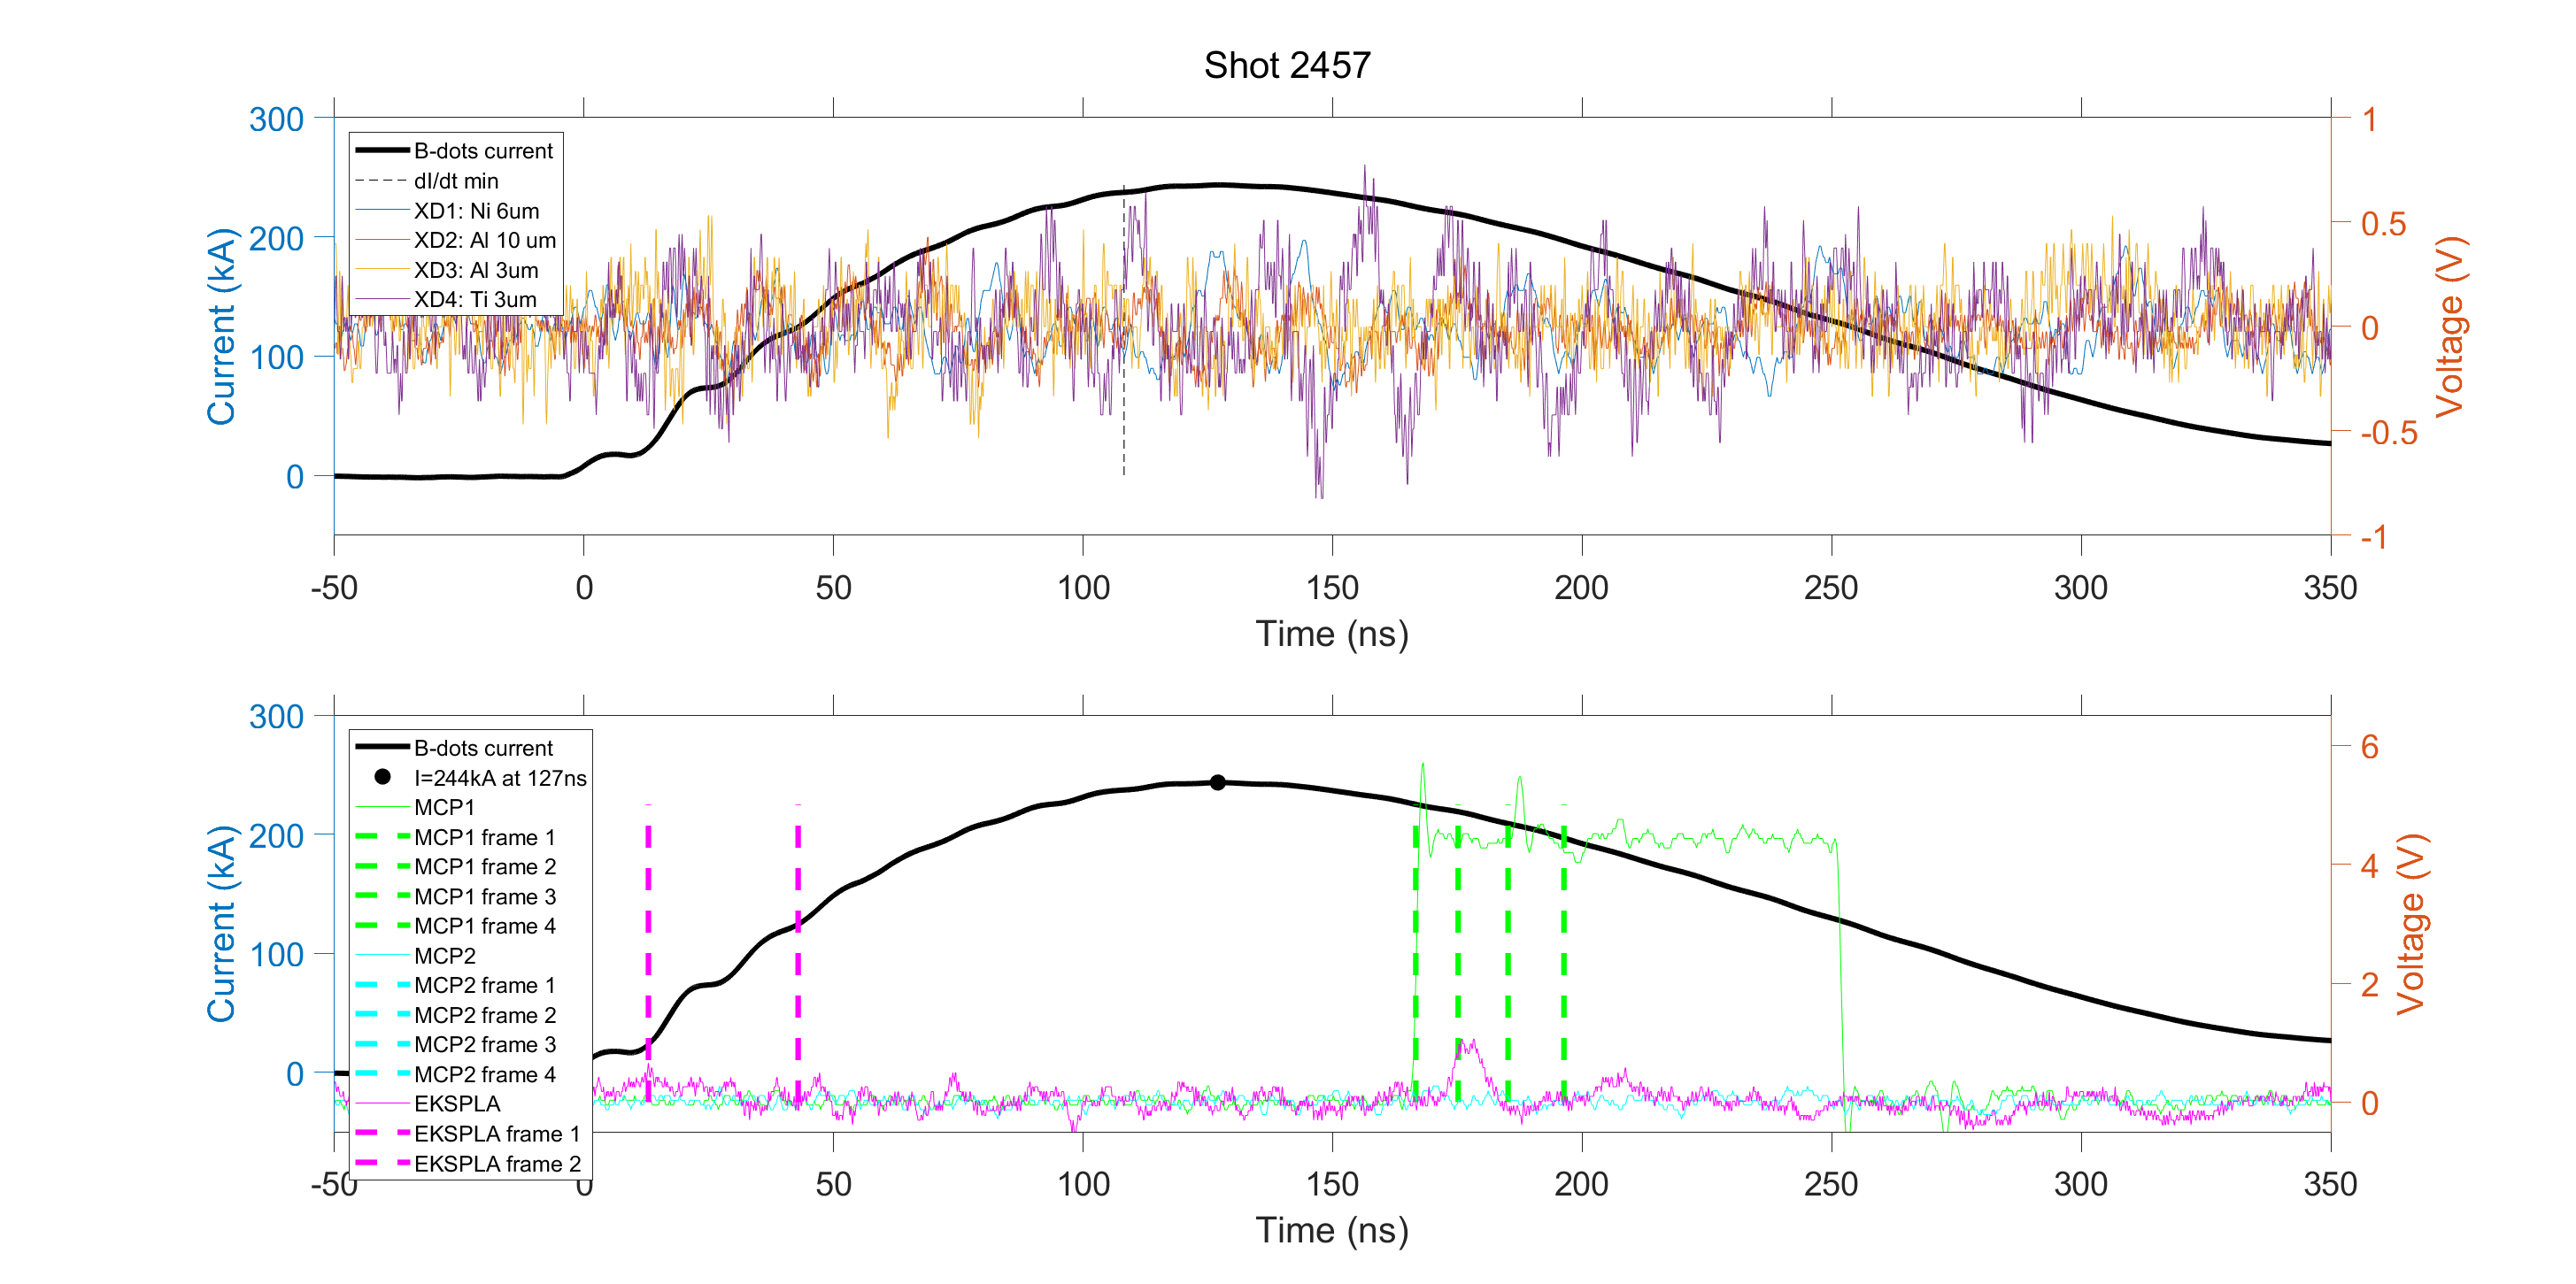 Shot 2457
300
200
100
0
Current (kA)
B-dots current
dI/dt min
XD1: Ni 6um
XD2: Al 10 um
XD3: Al 3um
XD4: Ti 3um
1
0.5
0
-0.5
-1
Voltage (V)
-50 0 50 100 150 200 250 300 350
Time (ns)
300
200
100
0
Current (kA)
B-dots current
I=244kA at 127ns
MCP1
MCP1 frame 1
MCP1 frame 2
MCP1 frame 3
MCP1 frame 4
MCP2
MCP2 frame 1
MCP2 frame 2
MCP2 frame 3
MCP2 frame 4
EKSPLA
EKSPLA frame 1
EKSPLA frame 2
6
4
2
0
Voltage (V)
-50 0 50 100 150 200 250 300 350
Time (ns)